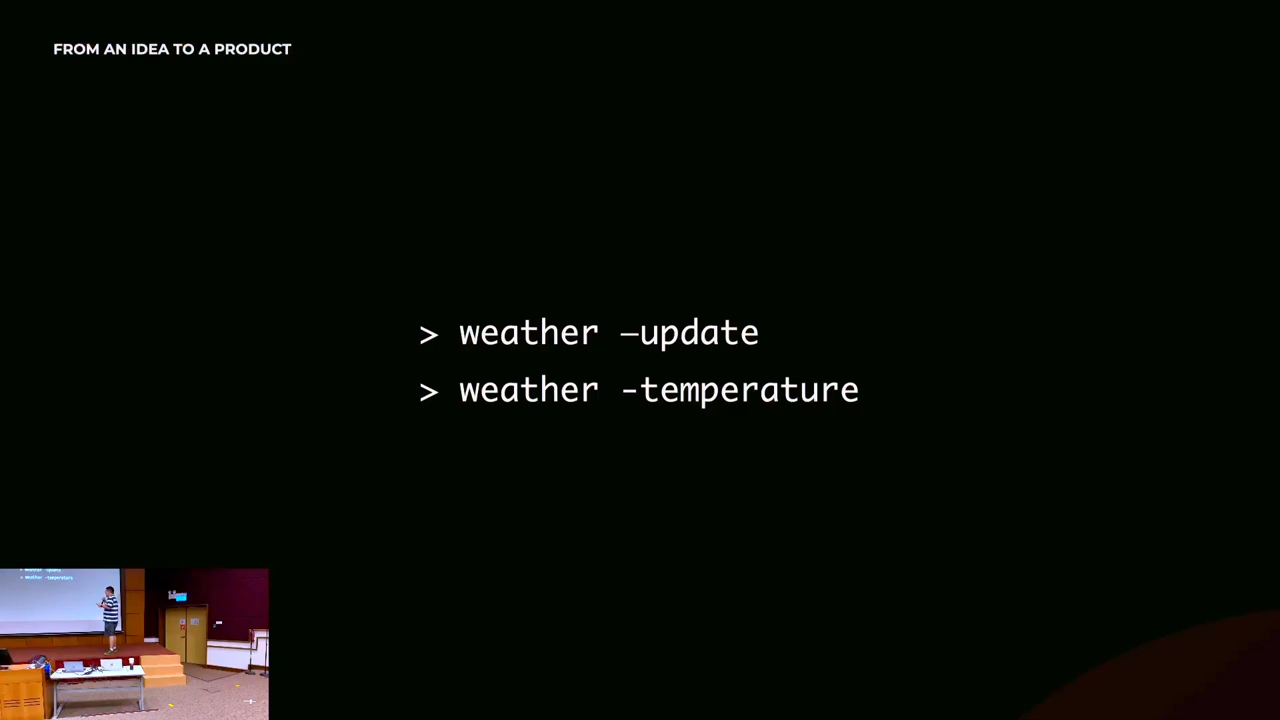 FROM AN IDEA TO A PRODUCT
> weather –update
> weather -temperature